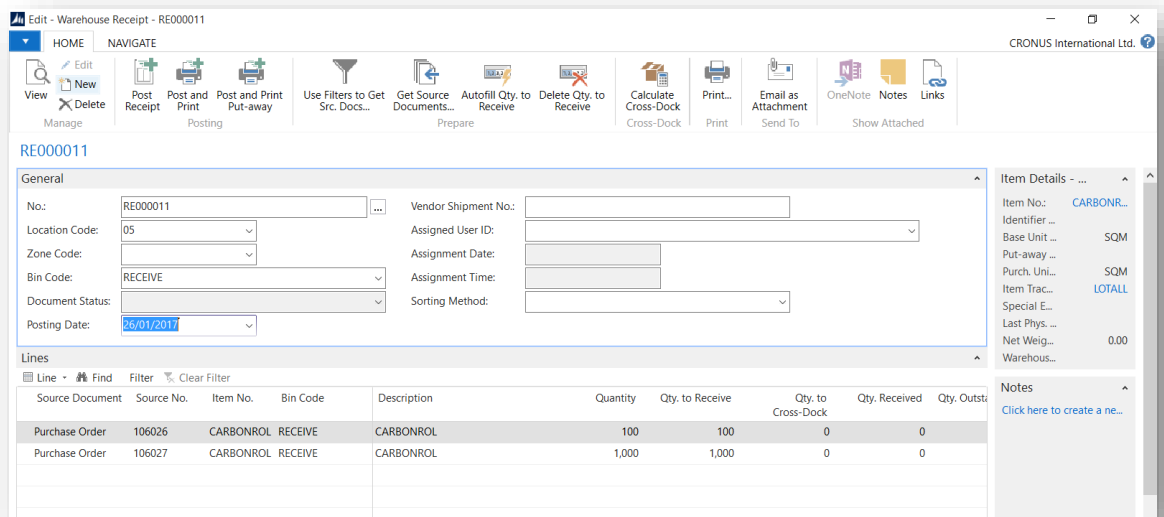 Edit - Warehouse Receipt - RE000011
HOME NAVIGATE CRONUS International Ltd.
View Edit New Delete Post Receipt Post and Print Post and Print Put-away Use Filters to Get Src. Docs... Get Source Documents... Autofill Qty. to Receive Delete Qty. to Receive Calculate Cross-Dock Print... Email as Attachment OneNote Notes Links
Manage Posting Prepare Cross-Dock Print Send To Show Attached
RE000011
General
No.: RE000011 ... Vendor Shipment No.:
Location Code: 05 Assigned User ID:
Zone Code: Assignment Date:
Bin Code: RECEIVE Assignment Time:
Document Status: Sorting Method:
Posting Date: 26/01/2017
Lines
Line Find Filter Clear Filter
Source Document Source No. Item No. Bin Code Description Quantity Qty. to Receive Qty. to Cross-Dock Qty. Received Qty. Outsta
Purchase Order 106026 CARBONROL RECEIVE CARBONROL 100 100 0 0
Purchase Order 106027 CARBONROL RECEIVE CARBONROL 1,000 1,000 0 0
Item Details - ...
Item No.: CARBONR...
Identifier ...
Base Unit ... SQM
Put-away ...
Purch. Uni... SQM
Item Trac... LOTALL
Special E...
Last Phys. ...
Net Weig... 0.00
Warehous...
Notes
Click here to create a ne...